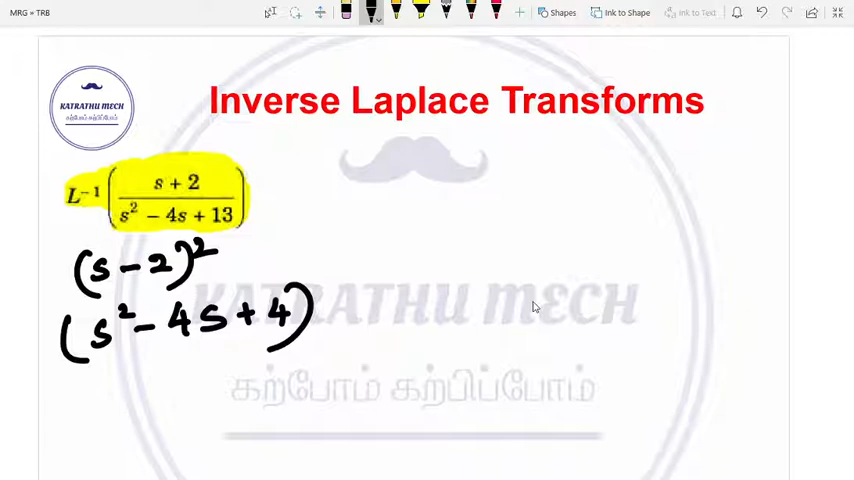 MRG » TRB
Shapes
Ink to Shape
Ink to Text
Inverse Laplace Transforms
KATRATHU MECH
கற்போம் கற்பிப்போம்
L⁻¹ ( (s + 2) / (s² − 4s + 13) )
(s − 2)²
(s² − 4s + 4)
KATRATHU MECH
கற்போம் கற்பிப்போம்